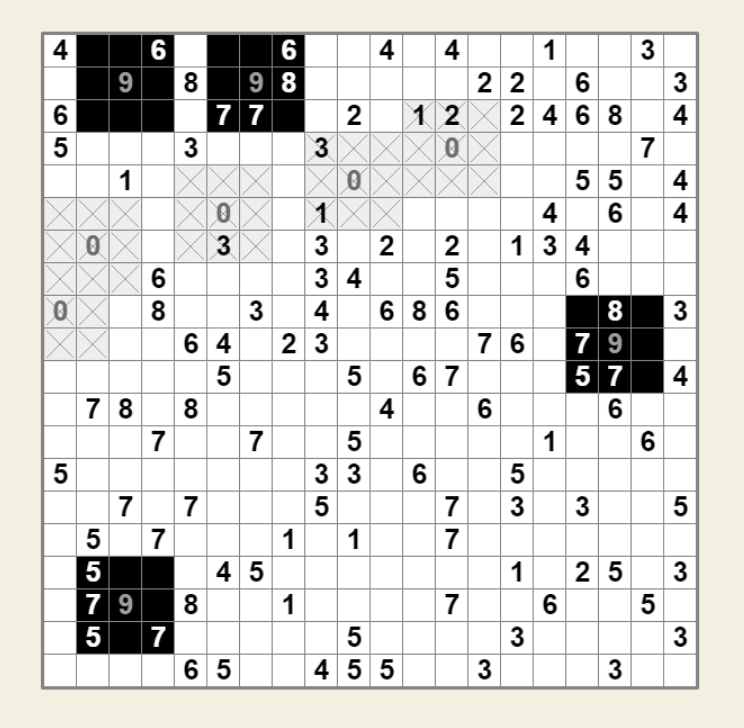 4 6 6 4 4 1 3
9 8 9 8 2 2 6 3
6 7 7 2 1 2 2 4 6 8 4
5 3 3 0 7
1 0 5 5 4
0 1 4 6 4
0 3 3 2 2 1 3 4
6 3 4 5 6
0 8 3 4 6 8 6 8 3
6 4 2 3 7 6 7 9
5 5 6 7 5 7 4
7 8 8 4 6 6
7 7 5 1 6
5 3 3 6 5
7 7 5 7 3 3 5
5 7 1 1 7
5 4 5 1 2 5 3
7 9 8 1 7 6 5
5 7 5 3 3
6 5 4 5 5 3 3